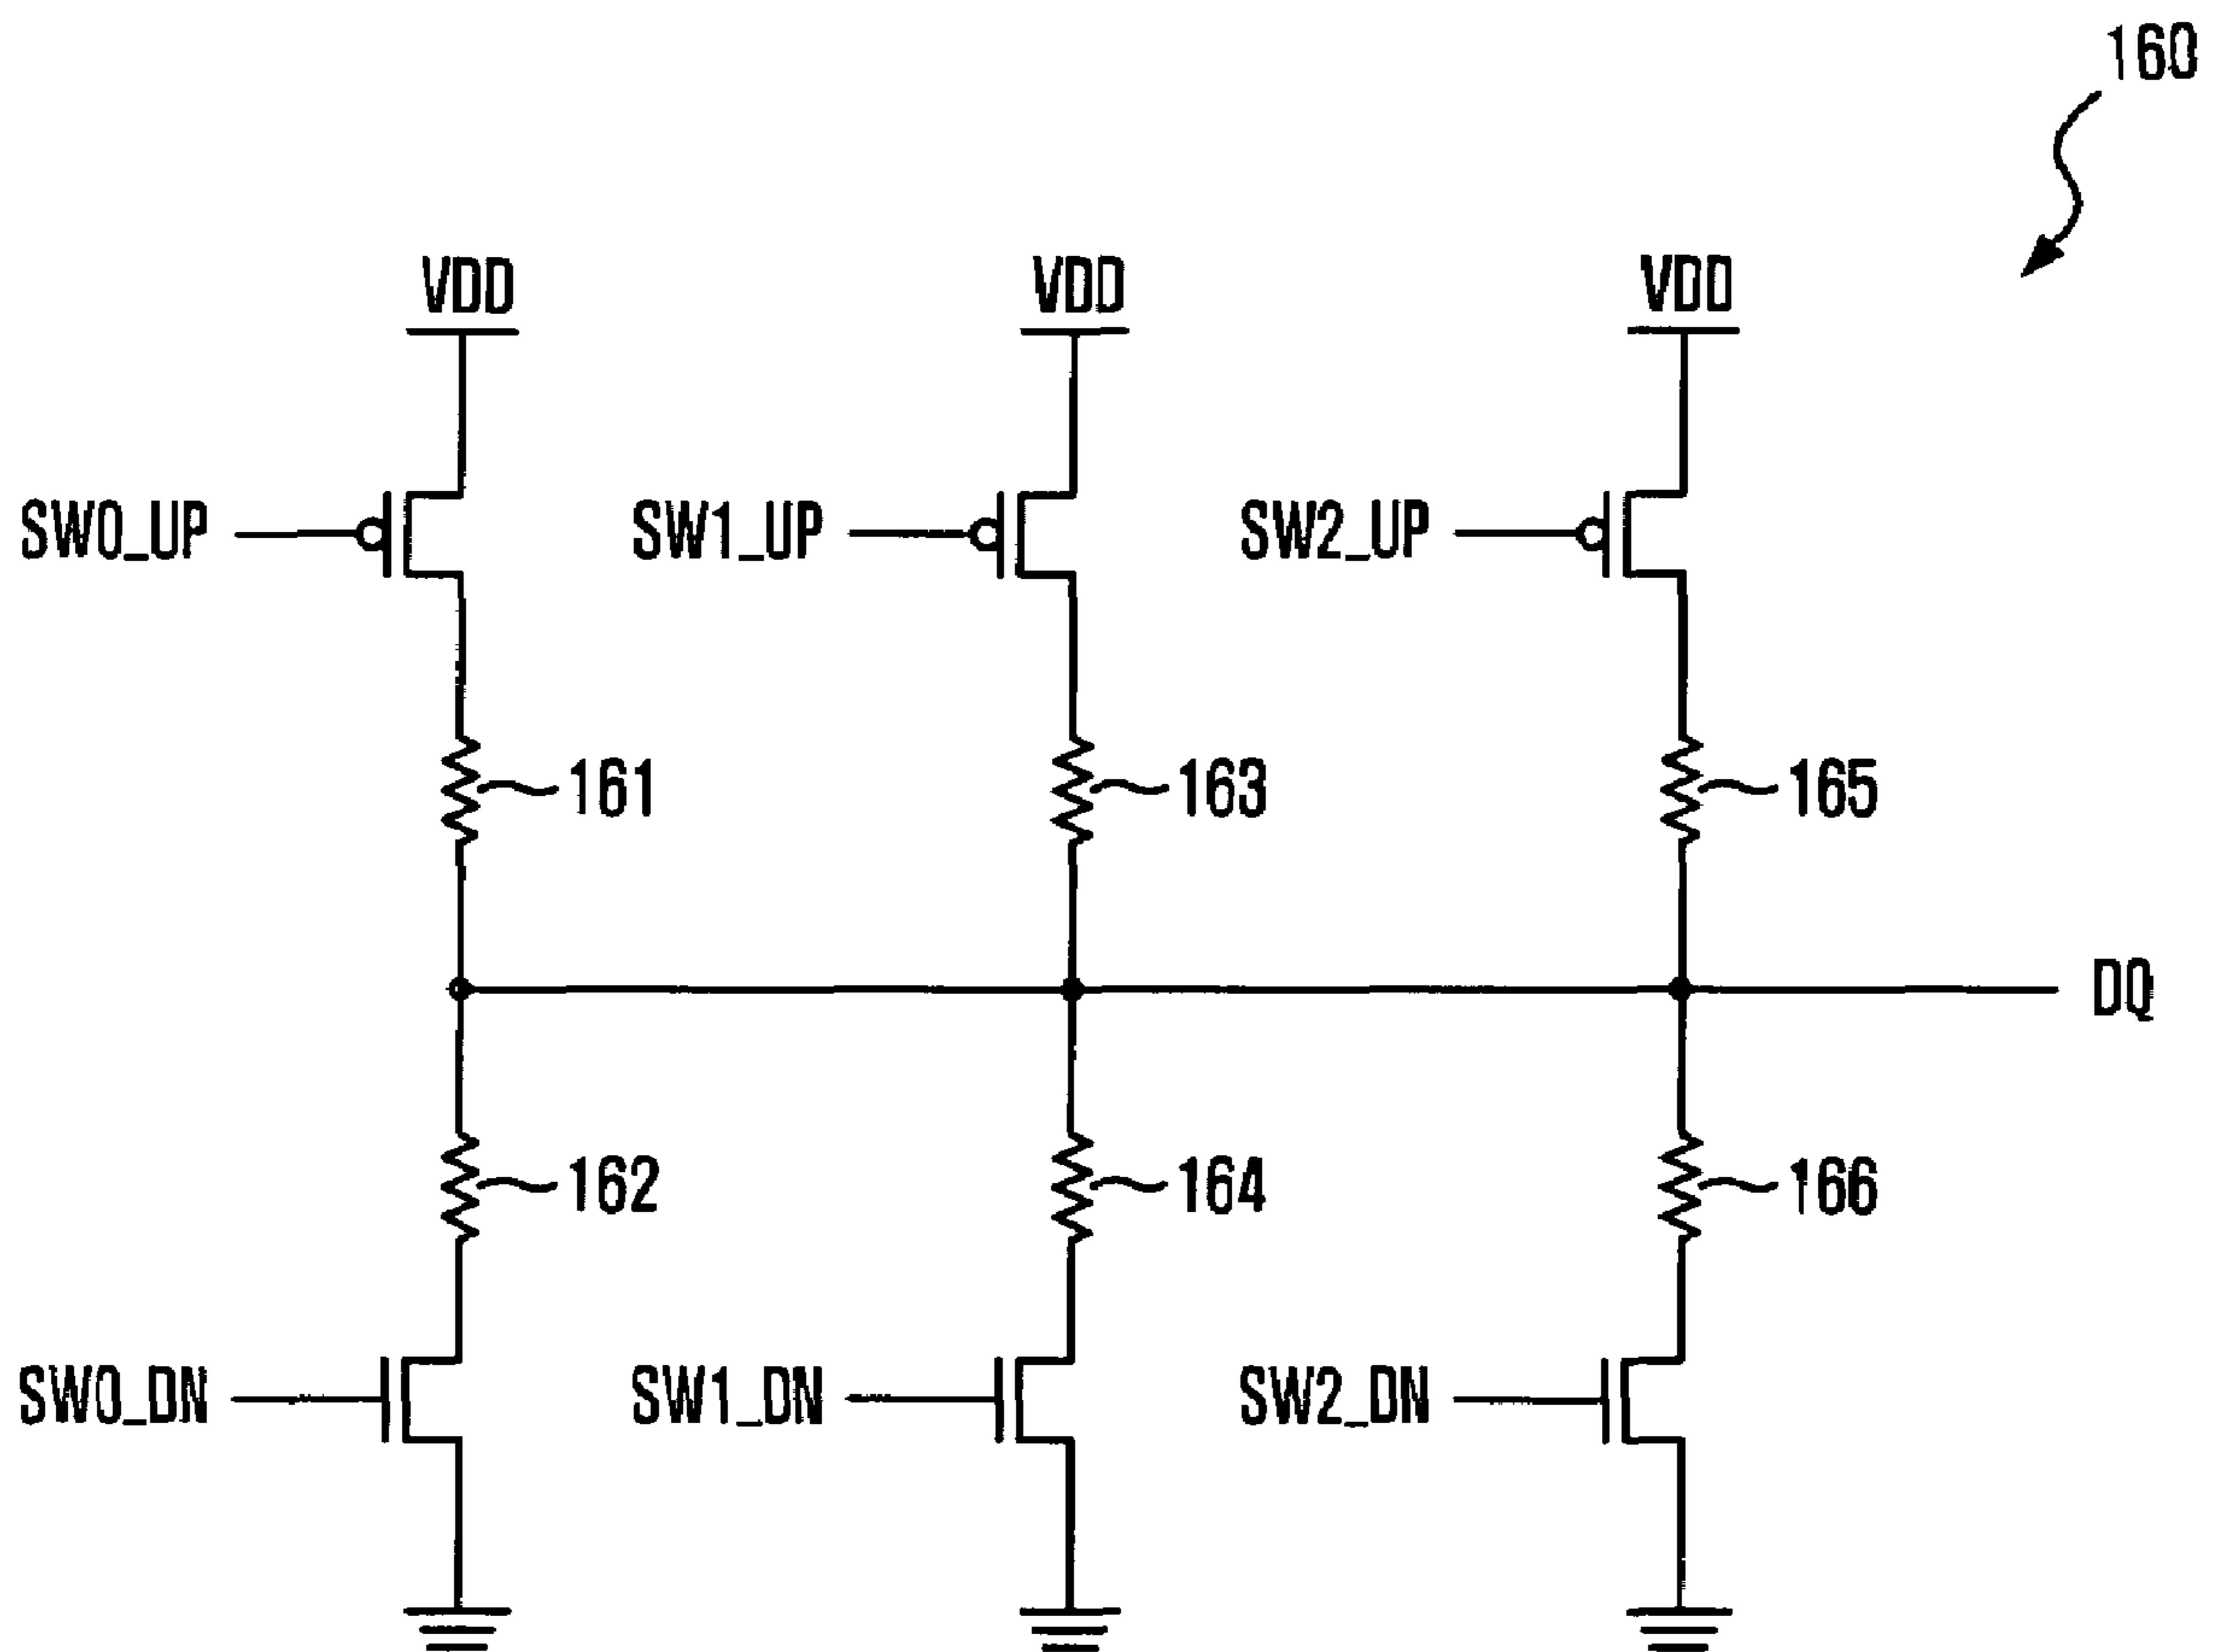 160
VDD VDD VDD
SW0_UP SW1_UP SW2_UP
161 163 165
DQ
162 164 166
SW0_DN SW1_DN SW2_DN